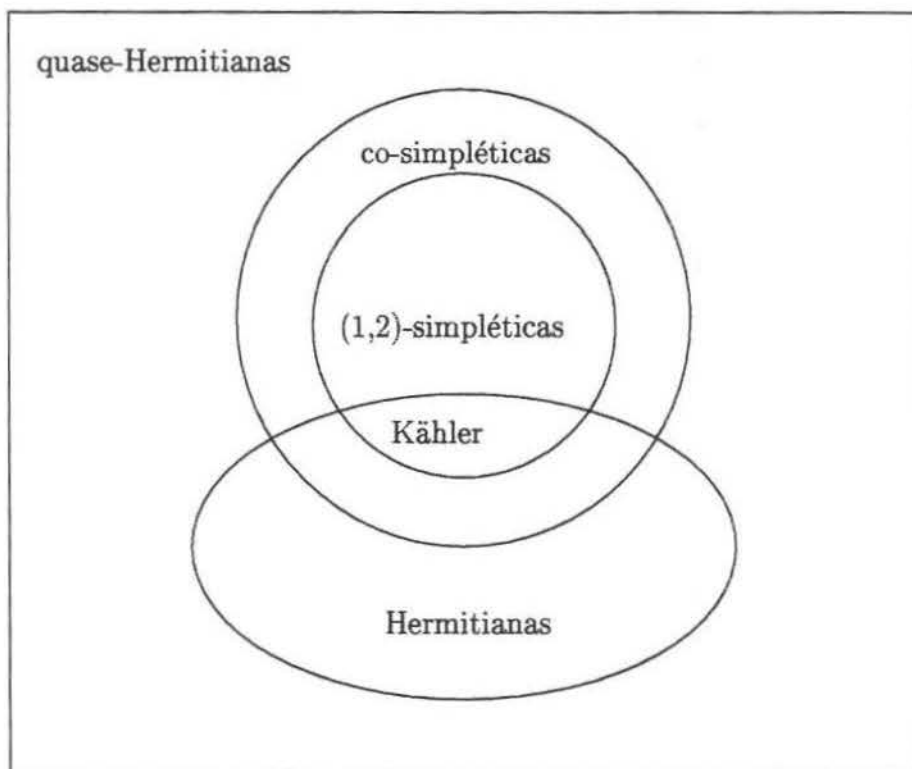 quase-Hermitianas
co-simpléticas
(1,2)-simpléticas
Kähler
Hermitianas